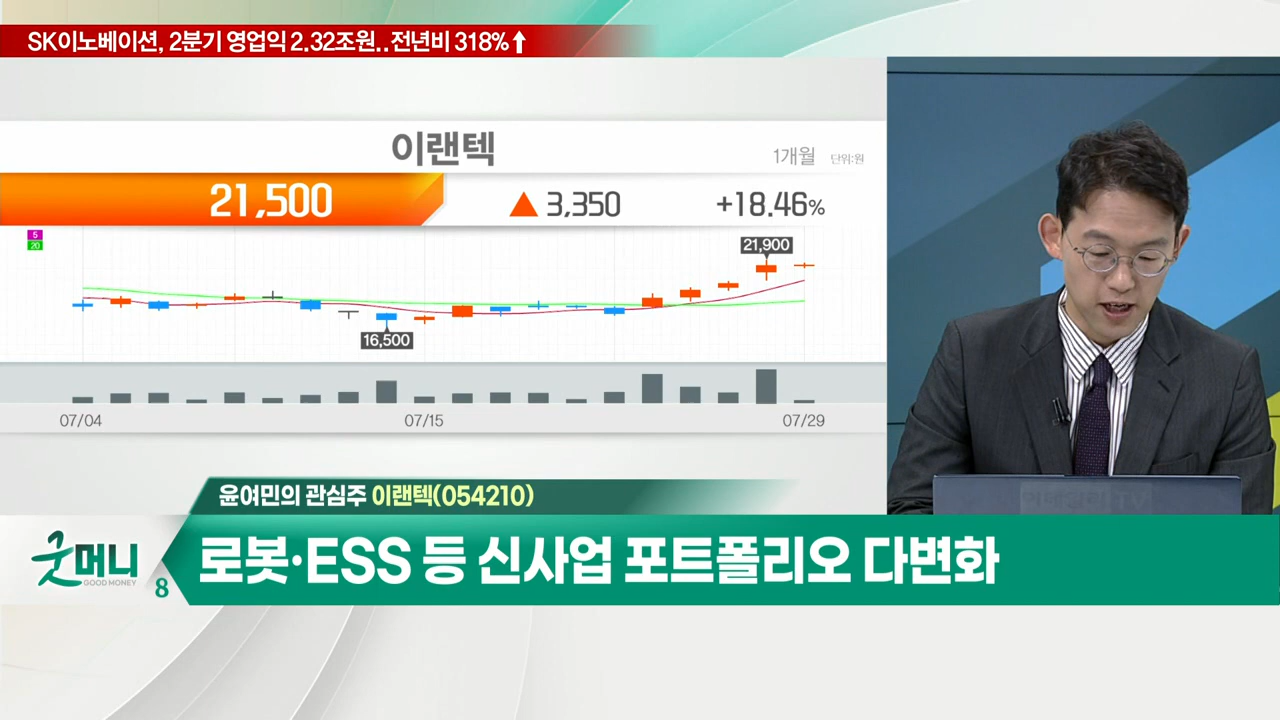 SK이노베이션, 2분기 영업익 2.32조원..전년비 318%↑
이랜텍
1개월 단위:원
21,500 ▲ 3,350 +18.46%
5
20
21,900
16,500
07/04 07/15 07/29
윤여민의 관심주 이랜텍(054210)
굿머니
GOOD MONEY
8
로봇·ESS 등 신사업 포트폴리오 다변화